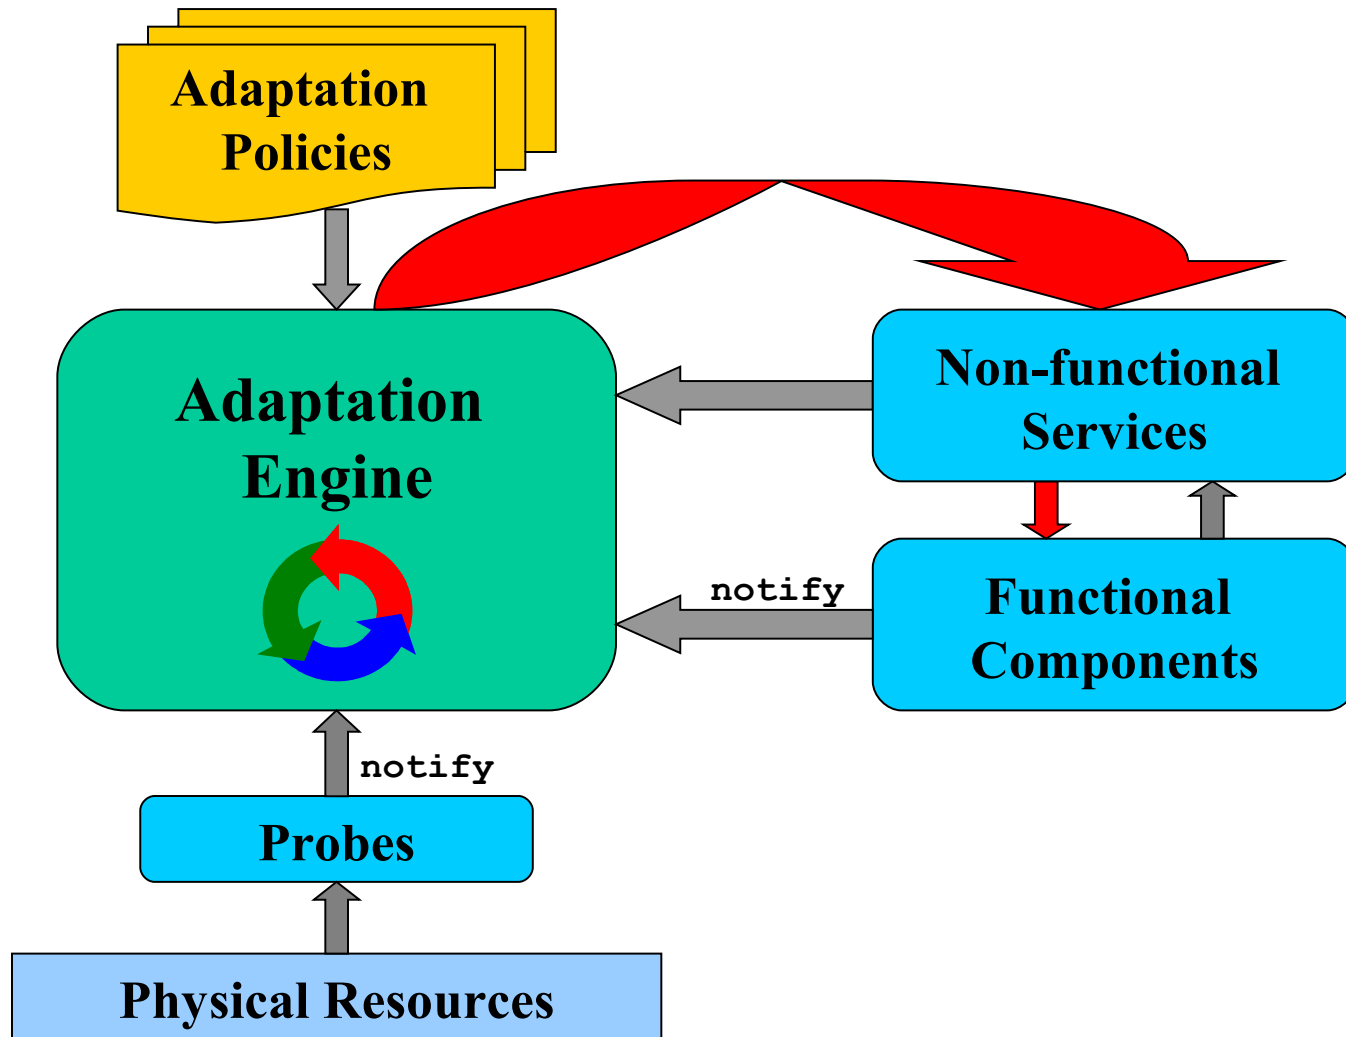 Adaptation
Policies
Adaptation
Engine
Non-functional
Services
notify
Functional
Components
notify
Probes
Physical Resources